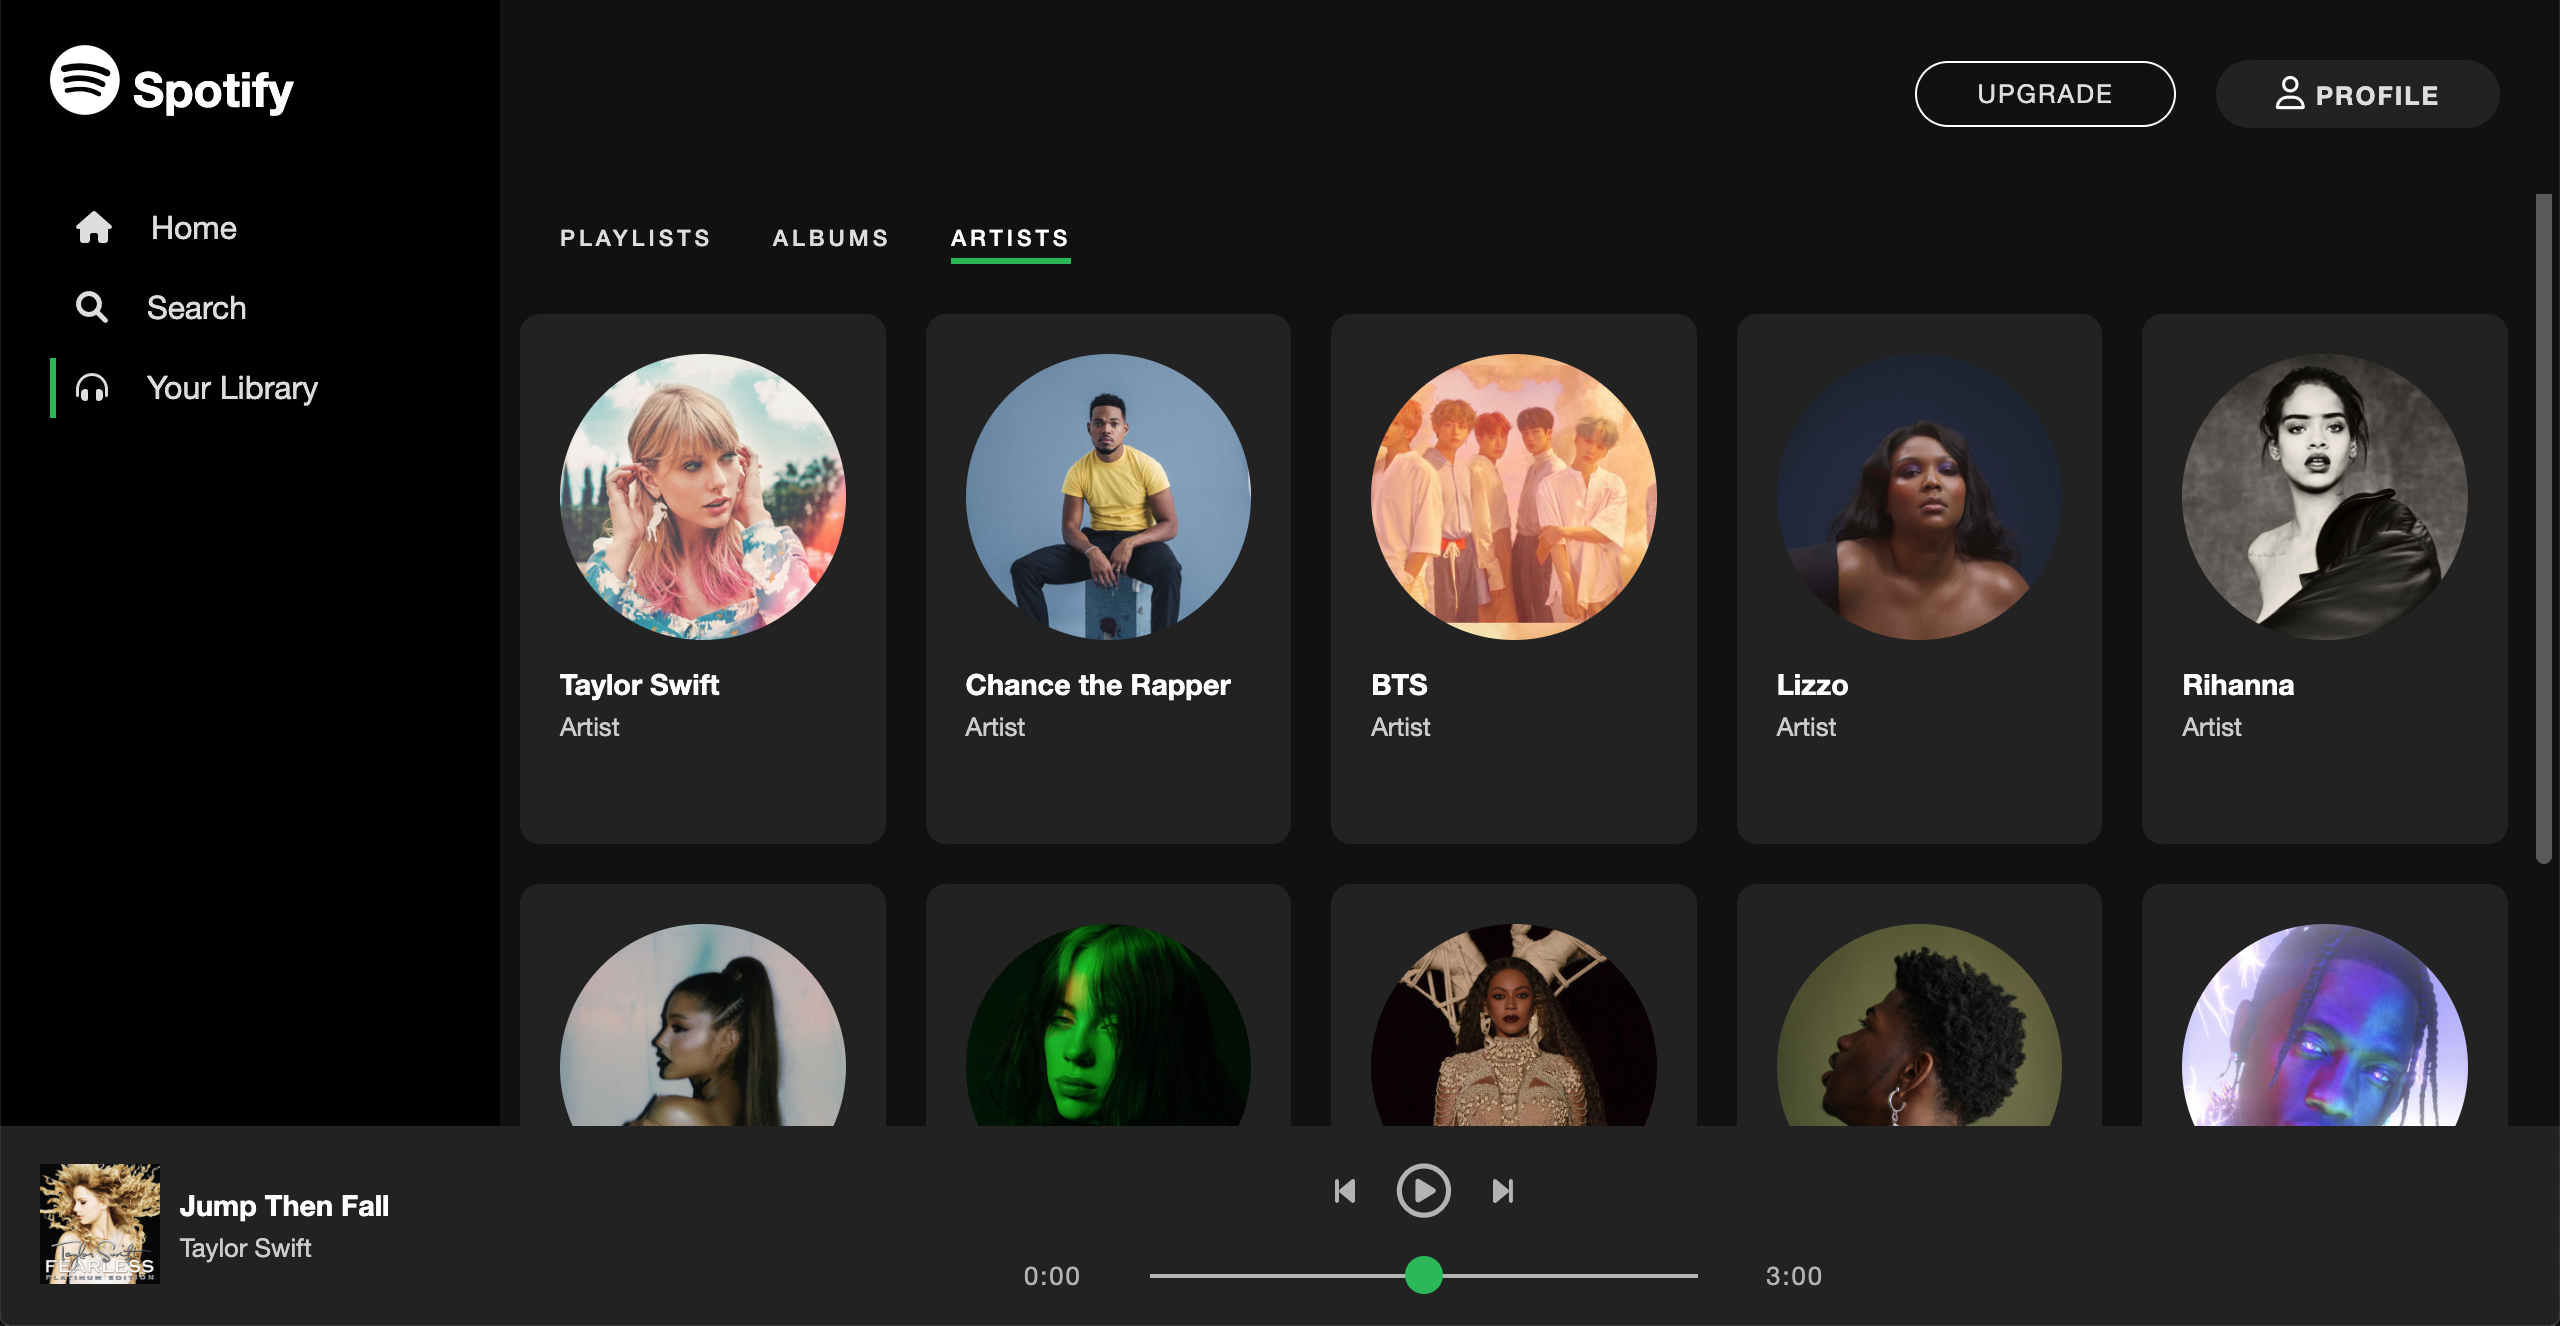 Spotify
UPGRADE
PROFILE
Home
Search
Your Library
PLAYLISTS
ALBUMS
ARTISTS
Taylor Swift
Artist
Chance the Rapper
Artist
BTS
Artist
Lizzo
Artist
Rihanna
Artist
Taylor Swift
FEARLESS
PLATINUM EDITION
Jump Then Fall
Taylor Swift
0:00
3:00